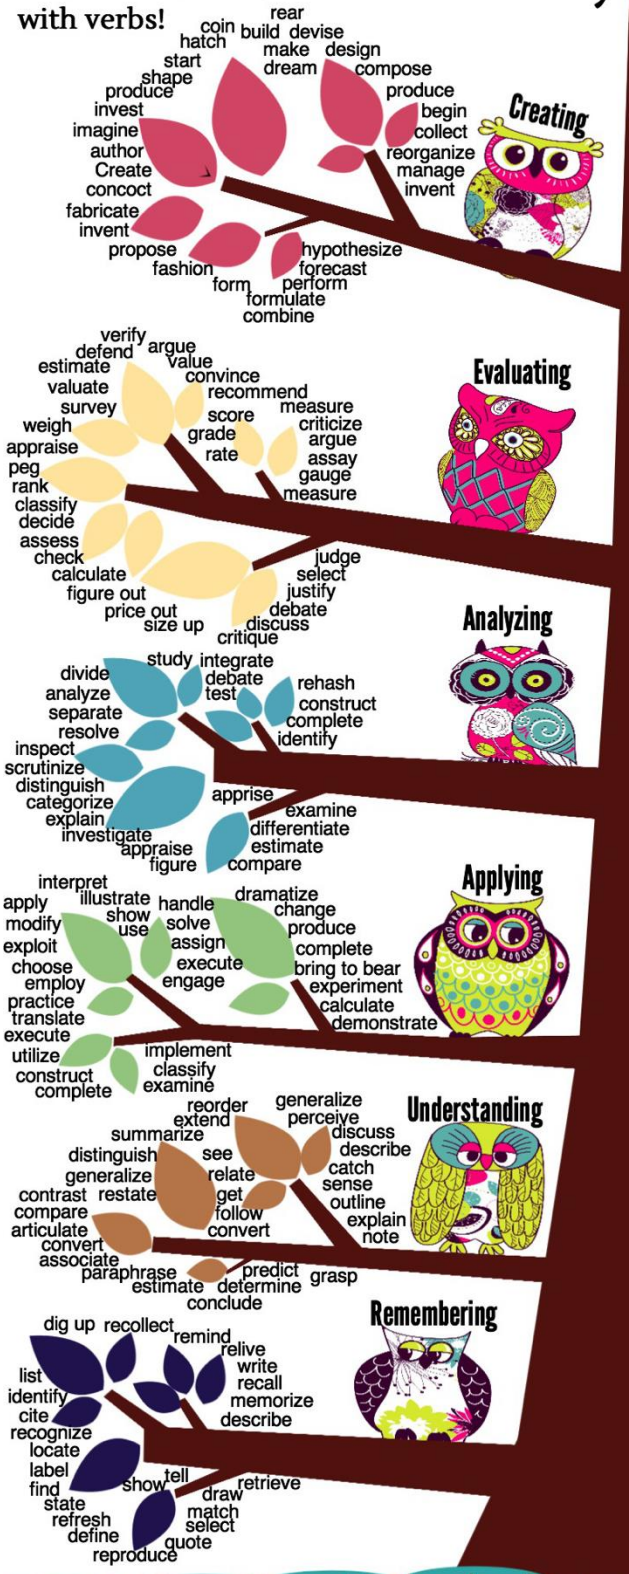 with verbs!
Creating
rear
coin
build devise
hatch
make design
start
dream
compose
shape
produce
produce
invest
begin
imagine
collect
author
reorganize
Create
manage
concoct
invent
fabricate
invent
propose
hypothesize
fashion
forecast
form
perform
formulate
combine
Evaluating
verify
defend
argue
estimate
value
convince
valuate
recommend
survey
score
measure
weigh
grade
criticize
appraise
rate
argue
peg
assay
rank
gauge
classify
measure
decide
assess
check
judge
calculate
select
figure out
justify
price out
debate
size up
discuss
critique
Analyzing
study integrate
divide
debate
analyze
test
rehash
separate
construct
resolve
complete
inspect
identify
scrutinize
distinguish
apprise
categorize
examine
explain
differentiate
investigate
estimate
appraise
compare
figure
Applying
interpret
dramatize
apply
illustrate
handle
change
modify
show
solve
produce
use
exploit
assign
complete
choose
execute
bring to bear
employ
engage
experiment
practice
calculate
translate
demonstrate
execute
utilize
implement
construct
classify
complete
examine
Understanding
reorder
generalize
extend
perceive
summarize
discuss
distinguish
see
describe
generalize
relate
catch
contrast restate
get
sense
compare
follow
outline
articulate
convert
explain
convert
note
associate
paraphrase
predict grasp
estimate determine
conclude
Remembering
dig up recollect
remind
relive
list
write
identify
recall
cite
memorize
recognize
describe
locate
label
tell
find
show
retrieve
state
draw
refresh
match
define
select
quote
reproduce